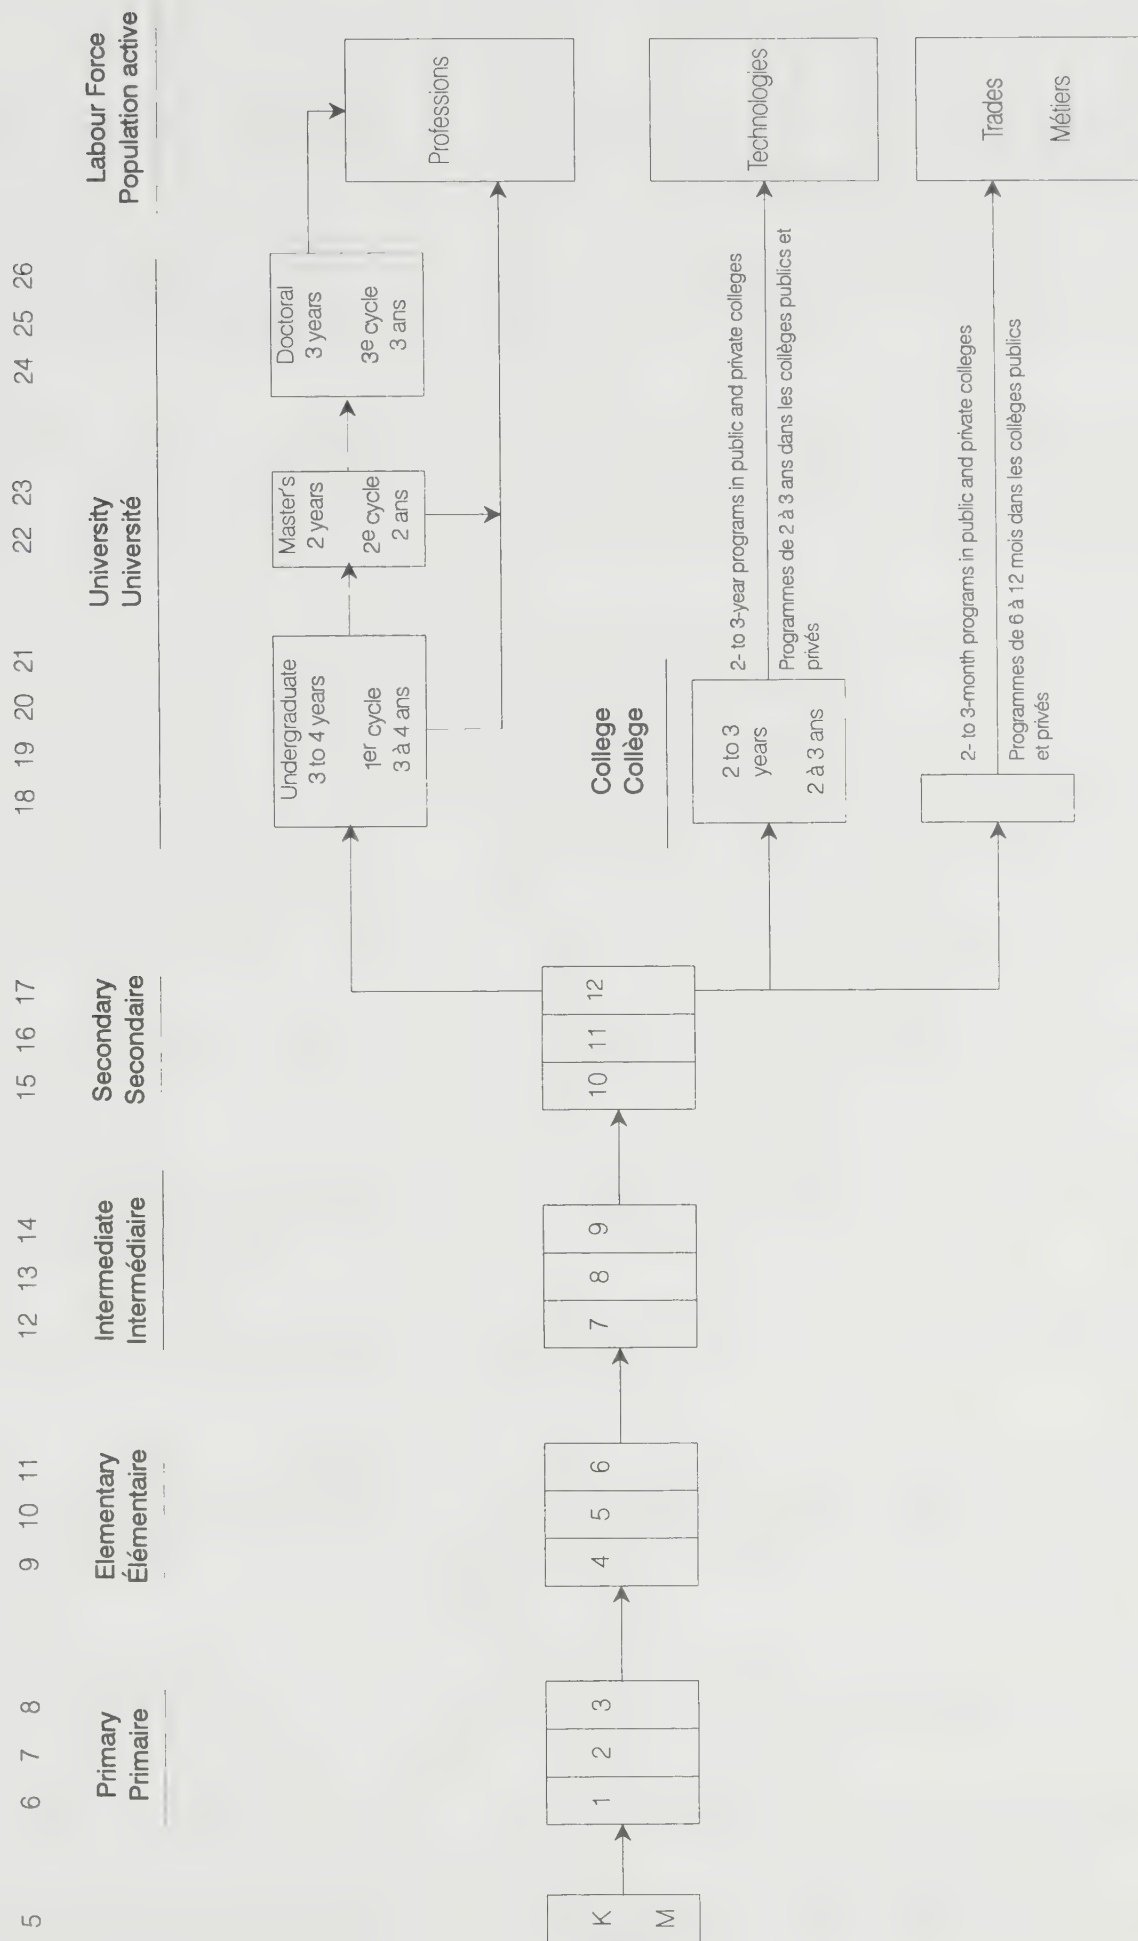 5 6 7 8 9 10 11 12 13 14 15 16 17 18 19 20 21 22 23 24 25 26
Primary
Primaire
Elementary
Élémentaire
Intermediate
Intermédiaire
Secondary
Secondaire
University
Université
Labour Force
Population active
Undergraduate
3 to 4 years
1er cycle
3 à 4 ans
Master's
2 years
2e cycle
2 ans
Doctoral
3 years
3e cycle
3 ans
Professions
K
M
1 2 3
4 5 6
7 8 9
10 11 12
College
Collège
2 to 3
years
2 à 3 ans
2- to 3-year programs in public and private colleges
Programmes de 2 à 3 ans dans les collèges publics et
privés
Technologies
2- to 3-month programs in public and private colleges
Programmes de 6 à 12 mois dans les collèges publics
et privés
Trades
Métiers